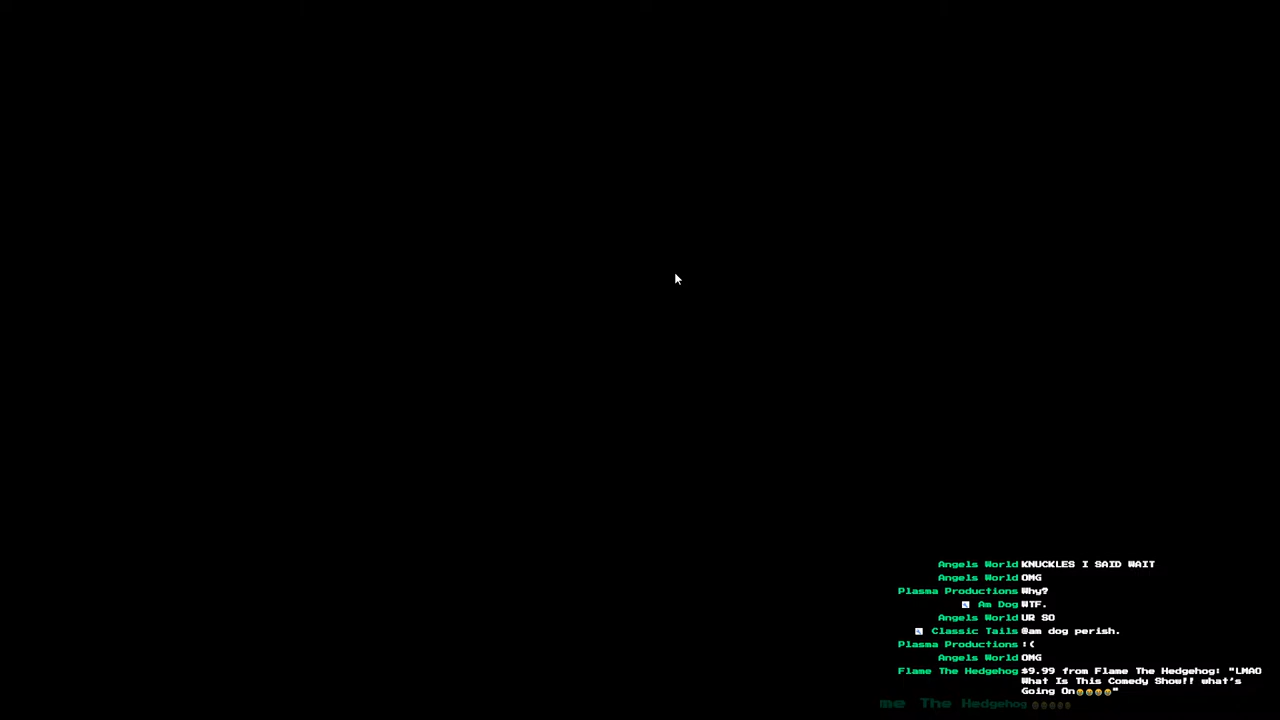 Angels World KNUCKLES I SAID WAIT
Angels World OMG
Plasma Productions Why?
Am Dog WTF.
Angels World UR SO
Classic Tails @am dog perish.
Plasma Productions :(
Angels World OMG
Flame The Hedgehog $9.99 from Flame The Hedgehog: "LMAO
What Is This Comedy Show!! what's
Going On😆😆😆😆"
me The Hedgehog 😆😆😆😆😆